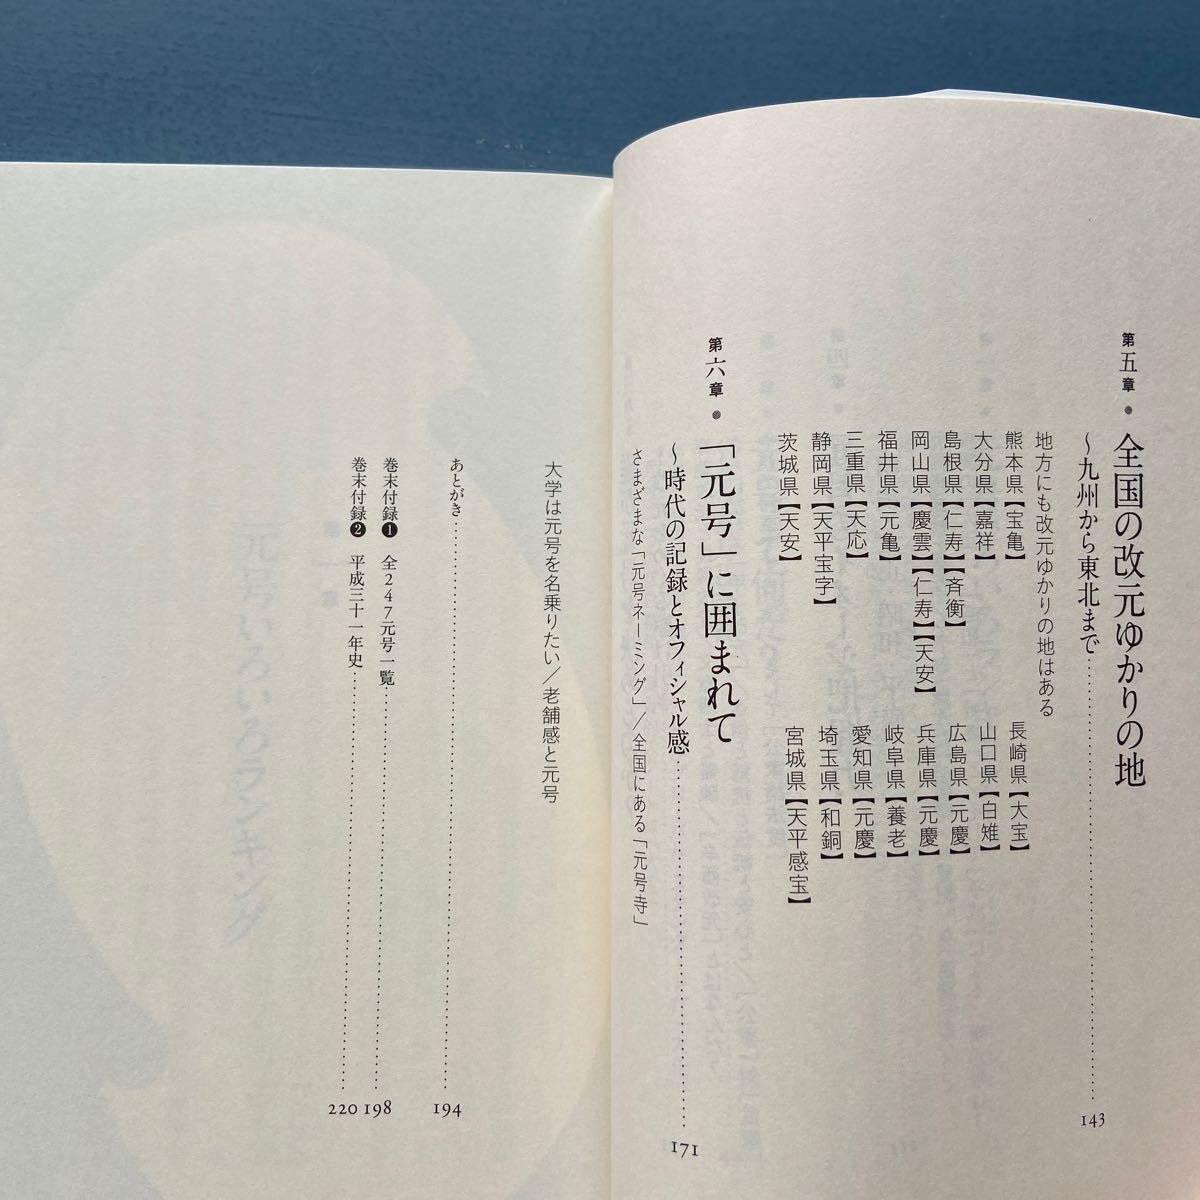 第五章・全国の改元ゆかりの地
〜九州から東北まで……143
地方にも改元ゆかりの地はある
熊本県【宝亀】 長崎県【大宝】
大分県【嘉祥】 山口県【白雉】
島根県【仁寿】【斉衡】 広島県【元慶】
岡山県【慶雲】【仁寿】【天安】 兵庫県【元慶】
福井県【元亀】 岐阜県【養老】
三重県【天応】 愛知県【元慶】
静岡県【天平宝字】 埼玉県【和銅】
茨城県【天安】 宮城県【天平感宝】
第六章・「元号」に囲まれて
〜時代の記録とオフィシャル感……171
さまざまな「元号ネーミング」／全国にある「元号寺」
大学は元号を名乗りたい／老舗感と元号
あとがき……194
巻末付録❶ 全247元号一覧……198
巻末付録❷ 平成三十一年史……220
元号いろいろランキング